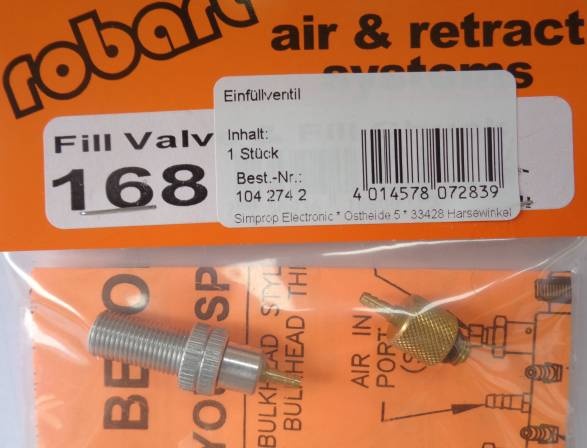 robart
air & retract
systems
Fill Valv
168
Einfüllventil
Inhalt:
1 Stück
Best.-Nr.:
104 274 2
4 014578 072839
Simprop Electronic * Ostheide 5 * 33428 Harsewinkel
BULKHEAD STYL
BULKHEAD THI
AIR IN
PORT